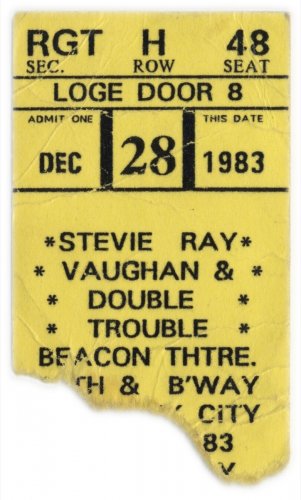 RGT H 48
SEC. ROW SEAT
LOGE DOOR 8
ADMIT ONE THIS DATE
DEC 28 1983
*STEVIE RAY*
* VAUGHAN & *
* DOUBLE *
* TROUBLE *
BEACON THTRE.
TH & B'WAY
CITY
83